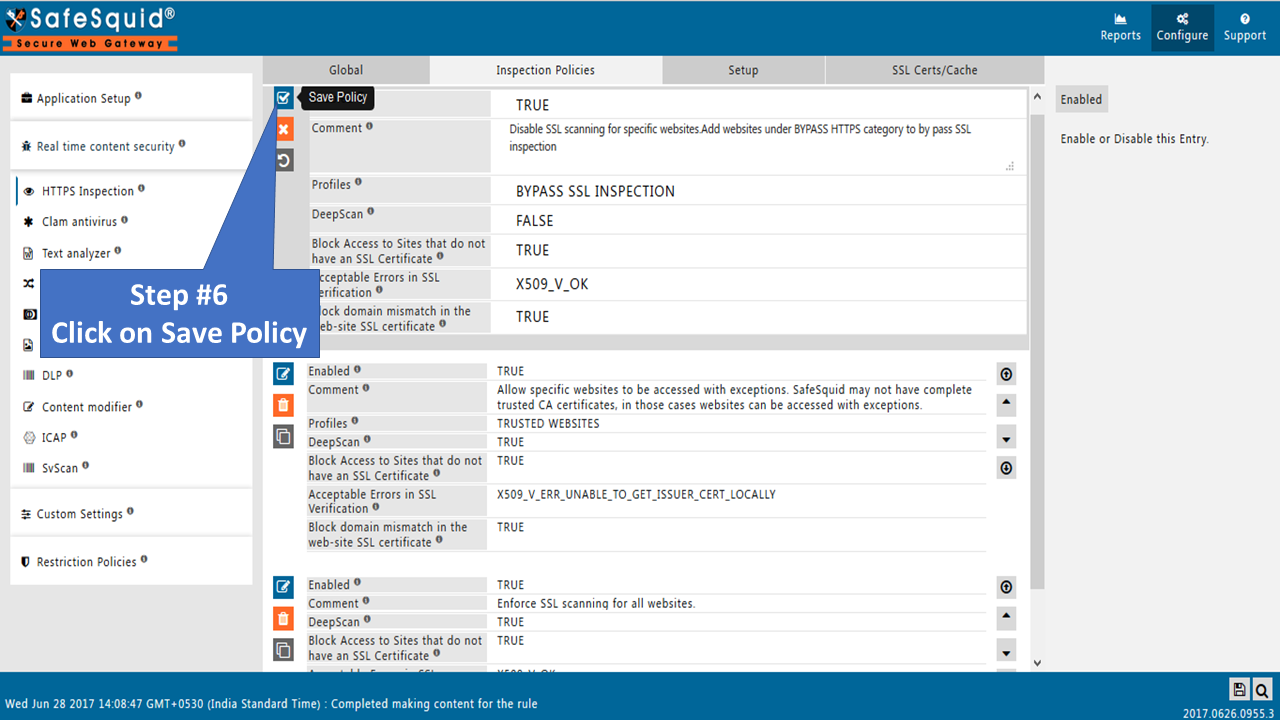 SafeSquid®
Secure Web Gateway
Reports
Configure
Support
Global
Inspection Policies
Setup
SSL Certs/Cache
Application Setup
Real time content security
HTTPS Inspection
Clam antivirus
Text analyzer
DLP
Content modifier
ICAP
SvScan
Custom Settings
Restriction Policies
Save Policy
TRUE
Comment
Disable SSL scanning for specific websites.Add websites under BYPASS HTTPS category to by pass SSL
inspection
Profiles
BYPASS SSL INSPECTION
DeepScan
FALSE
Block Access to Sites that do not
have an SSL Certificate
TRUE
cceptable Errors in SSL
erification
X509_V_OK
lock domain mismatch in the
eb-site SSL certificate
TRUE
Step #6
Click on Save Policy
Enabled
TRUE
Comment
Allow specific websites to be accessed with exceptions. SafeSquid may not have complete
trusted CA certificates, in those cases websites can be accessed with exceptions.
Profiles
TRUSTED WEBSITES
DeepScan
TRUE
Block Access to Sites that do not
have an SSL Certificate
TRUE
Acceptable Errors in SSL
Verification
X509_V_ERR_UNABLE_TO_GET_ISSUER_CERT_LOCALLY
Block domain mismatch in the
web-site SSL certificate
TRUE
Enabled
TRUE
Comment
Enforce SSL scanning for all websites.
DeepScan
TRUE
Block Access to Sites that do not
have an SSL Certificate
TRUE
Enabled
Enable or Disable this Entry.
Wed Jun 28 2017 14:08:47 GMT+0530 (India Standard Time) : Completed making content for the rule
2017.0626.0955.3